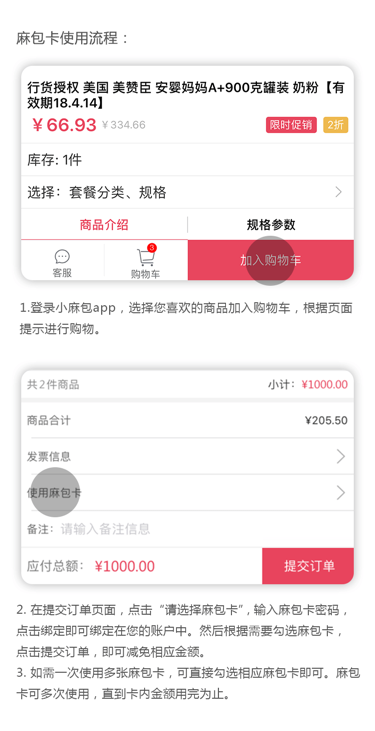 麻包卡使用流程：
行货授权 美国 美赞臣 安婴妈妈A+900克罐装 奶粉【有
效期18.4.14】
￥66.93 ￥334.66 限时促销 2折
库存: 1件
选择：套餐分类、规格
商品介绍 规格参数
客服 购物车 3 加入购物车
1.登录小麻包app，选择您喜欢的商品加入购物车，根据页面
提示进行购物。
共2件商品 小计：¥1000.00
商品合计 ¥205.50
发票信息
使用麻包卡
备注： 请输入备注信息
应付总额： ¥1000.00 提交订单
2. 在提交订单页面，点击“请选择麻包卡”, 输入麻包卡密码，
点击绑定即可绑定在您的账户中。然后根据需要勾选麻包卡，
点击提交订单，即可减免相应金额。
3. 如需一次使用多张麻包卡，可直接勾选相应麻包卡即可。麻包
卡可多次使用，直到卡内金额用完为止。